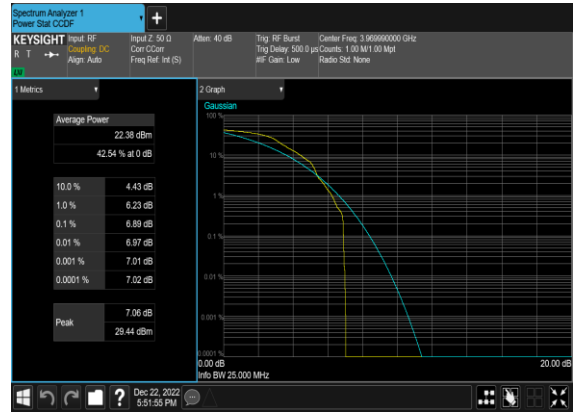 Spectrum Analyzer 1
Power Stat CCDF
KEYSIGHT
R T
LXI
Input: RF
Coupling: DC
Align: Auto
Input Z: 50 Ω
Corr CCorr
Freq Ref: Int (S)
Atten: 40 dB
Trig: RF Burst
Trig Delay: 500.0 µs
#IF Gain: Low
Center Freq: 3.969990000 GHz
Counts: 1.00 M/1.00 Mpt
Radio Std: None
1 Metrics
Average Power
22.38 dBm
42.54 % at 0 dB
10.0 % 4.43 dB
1.0 % 6.23 dB
0.1 % 6.89 dB
0.01 % 6.97 dB
0.001 % 7.01 dB
0.0001 % 7.02 dB
Peak
7.06 dB
29.44 dBm
2 Graph
Gaussian
100 %
10 %
1 %
0.1 %
0.01 %
0.001 %
0.0001 %
0.00 dB 20.00 dB
Info BW 25.000 MHz
Dec 22, 2022
5:51:55 PM